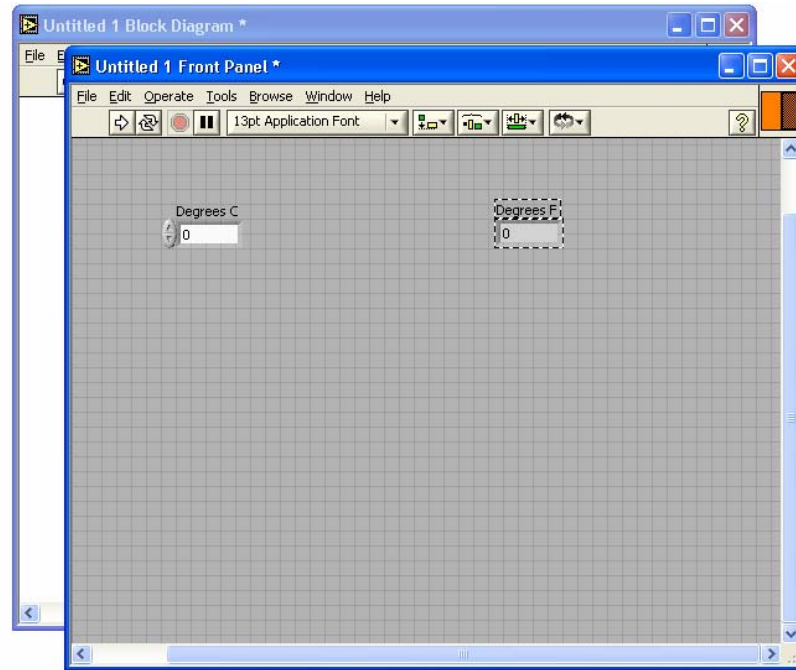 Untitled 1 Block Diagram *
File
Untitled 1 Front Panel *
File Edit Operate Tools Browse Window Help
13pt Application Font
Degrees C
0
Degrees F
0